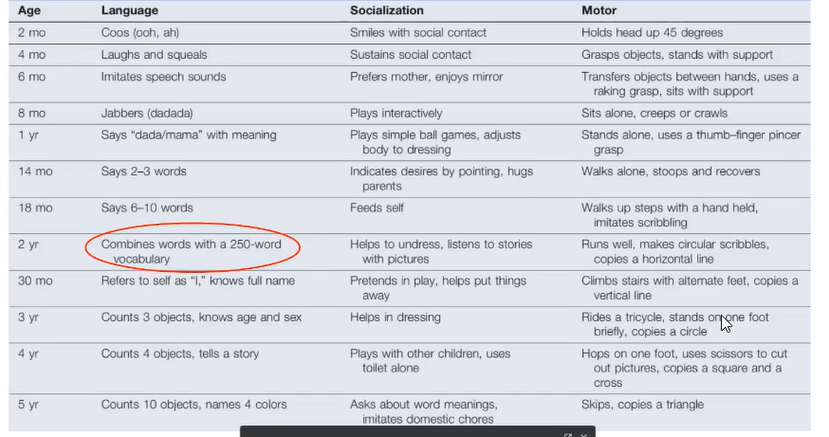 Age Language Socialization Motor
2 mo Coos (ooh, ah) Smiles with social contact Holds head up 45 degrees
4 mo Laughs and squeals Sustains social contact Grasps objects, stands with support
6 mo Imitates speech sounds Prefers mother, enjoys mirror Transfers objects between hands, uses a
raking grasp, sits with support
8 mo Jabbers (dadada) Plays interactively Sits alone, creeps or crawls
1 yr Says “dada/mama” with meaning Plays simple ball games, adjusts Stands alone, uses a thumb–finger pincer
body to dressing grasp
14 mo Says 2–3 words Indicates desires by pointing, hugs Walks alone, stoops and recovers
parents
18 mo Says 6–10 words Feeds self Walks up steps with a hand held,
imitates scribbling
2 yr Combines words with a 250-word Helps to undress, listens to stories Runs well, makes circular scribbles,
vocabulary with pictures copies a horizontal line
30 mo Refers to self as “I,” knows full name Pretends in play, helps put things Climbs stairs with alternate feet, copies a
away vertical line
3 yr Counts 3 objects, knows age and sex Helps in dressing Rides a tricycle, stands on one foot
briefly, copies a circle
4 yr Counts 4 objects, tells a story Plays with other children, uses Hops on one foot, uses scissors to cut
toilet alone out pictures, copies a square and a
cross
5 yr Counts 10 objects, names 4 colors Asks about word meanings, Skips, copies a triangle
imitates domestic chores